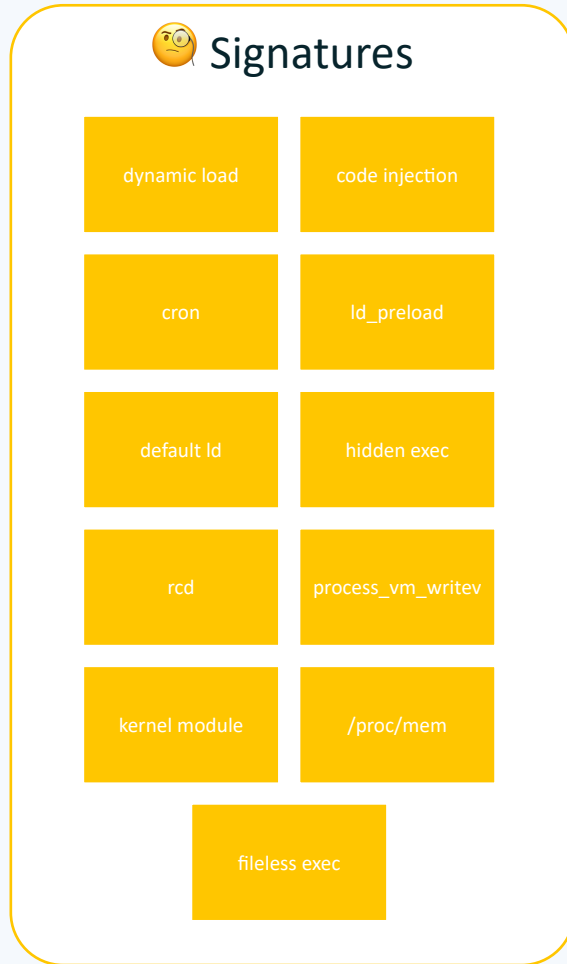 Signatures
dynamic load
code injection
cron
ld_preload
default ld
hidden exec
rcd
process_vm_writev
kernel module
/proc/mem
fileless exec